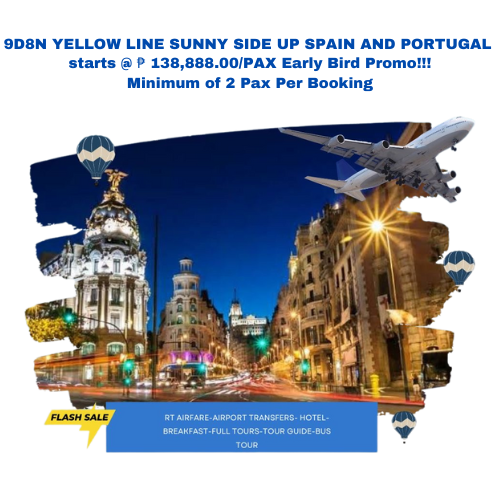 9D8N YELLOW LINE SUNNY SIDE UP SPAIN AND PORTUGAL
starts @ ₱ 138,888.00/PAX Early Bird Promo!!!
Minimum of 2 Pax Per Booking
FLASH SALE
RT AIRFARE-AIRPORT TRANSFERS- HOTEL-
BREAKFAST-FULL TOURS-TOUR GUIDE-BUS
TOUR